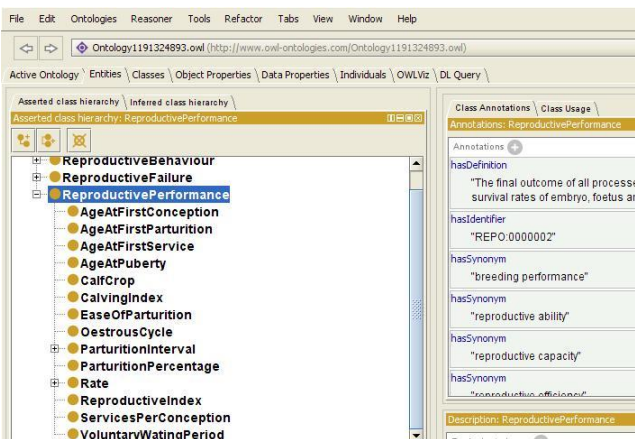 File Edit Ontologies Reasoner Tools Refactor Tabs View Window Help
Ontology1191324893.owl (http://www.owl-ontologies.com/Ontology1191324893.owl)
Active Ontology Entities Classes Object Properties Data Properties Individuals OWLViz DL Query
Asserted class hierarchy Inferred class hierarchy
Asserted class hierarchy: ReproductivePerformance
ReproductiveBehaviour
ReproductiveFailure
ReproductivePerformance
AgeAtFirstConception
AgeAtFirstParturition
AgeAtFirstService
AgeAtPuberty
CalfCrop
CalvingIndex
EaseOfParturition
OestrousCycle
ParturitionInterval
ParturitionPercentage
Rate
ReproductiveIndex
ServicesPerConception
VoluntaryWatingPeriod
Class Annotations Class Usage
Annotations: ReproductivePerformance
Annotations
hasDefinition
"The final outcome of all processe
survival rates of embryo, foetus ar
hasIdentifier
"REPO:0000002"
hasSynonym
"breeding performance"
hasSynonym
"reproductive ability"
hasSynonym
"reproductive capacity"
hasSynonym
"reproductive efficiency"
Description: ReproductivePerformance